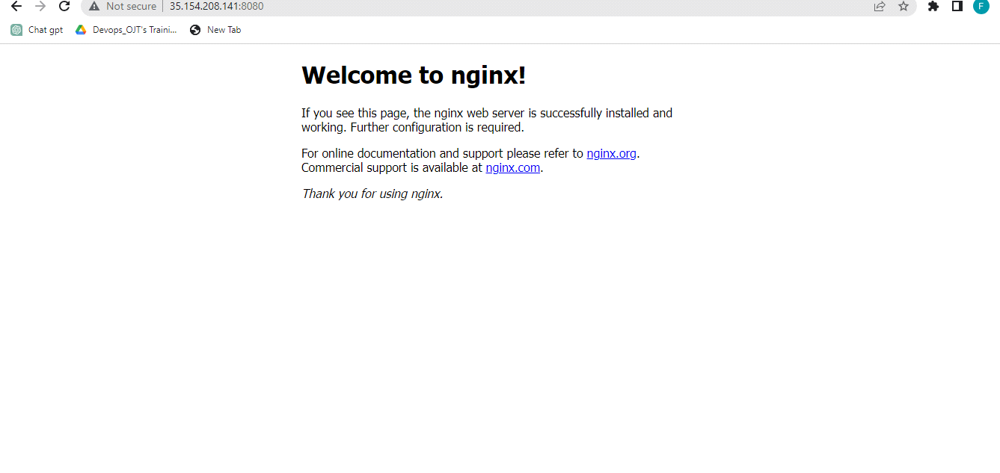 Not secure 35.154.208.141:8080
F
Chat gpt Devops_OJT's Traini... New Tab
Welcome to nginx!
If you see this page, the nginx web server is successfully installed and
working. Further configuration is required.
For online documentation and support please refer to nginx.org.
Commercial support is available at nginx.com.
Thank you for using nginx.